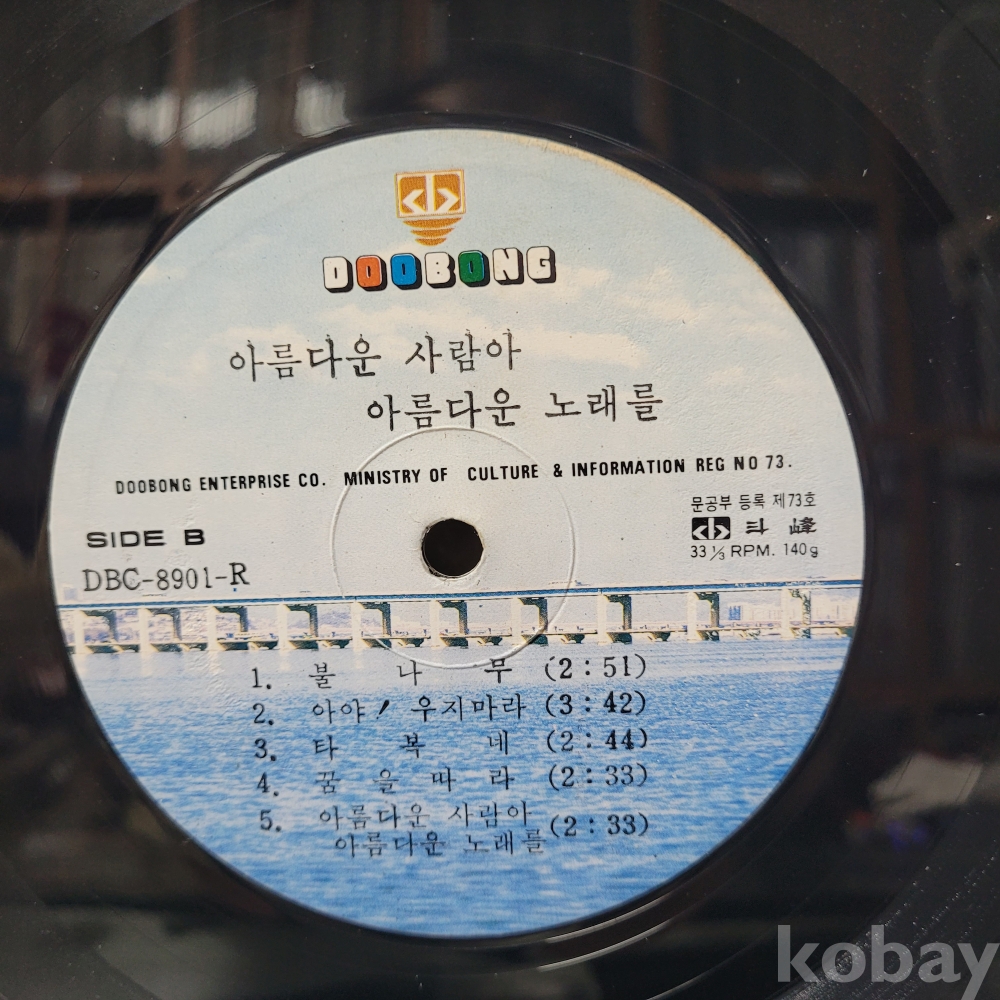 DOOBONG
아름다운 사람아
아름다운 노래를
DOOBONG ENTERPRISE CO. MINISTRY OF CULTURE & INFORMATION REG NO 73.
문공부 등록 제73호
SIDE B
斗峰
DBC-8901-R
33 ⅓ RPM. 140g
1. 불 나 무 (2:51)
2. 아야! 우지마라 (3:42)
3. 타 복 네 (2:44)
4. 꿈 을 따 라 (2:33)
5. 아름다운 사람아 (2:33)
아름다운 노래를
kobay